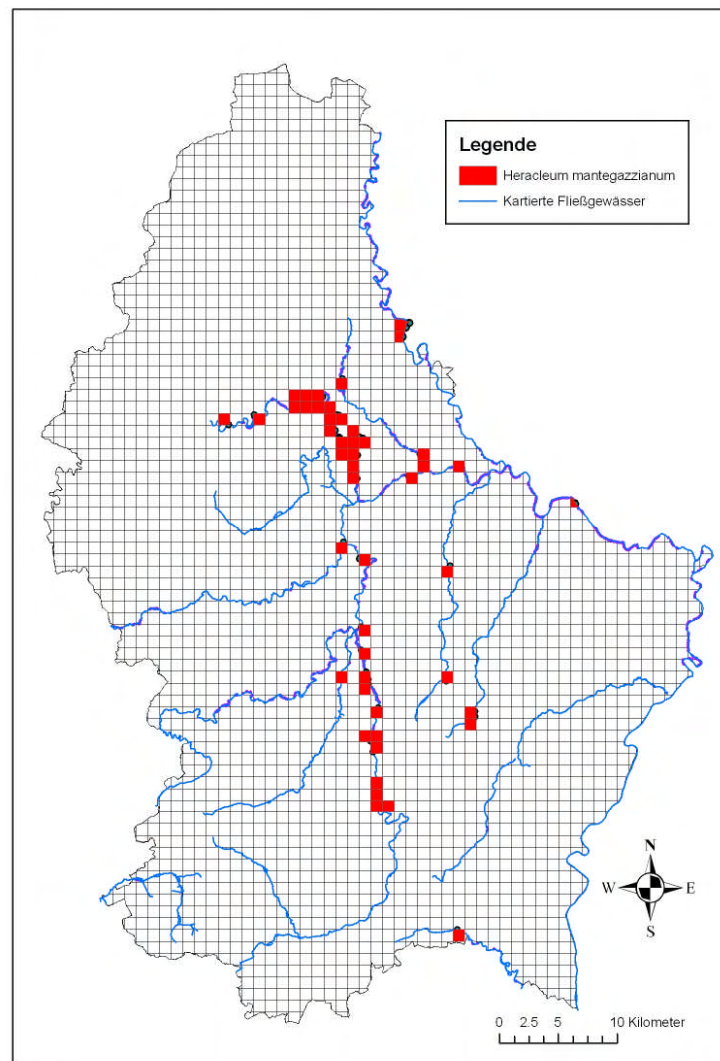 Legende
Heracleum mantegazzianum
Kartierte Fließgewässer
N
W E
S
0 2.5 5 10 Kilometer